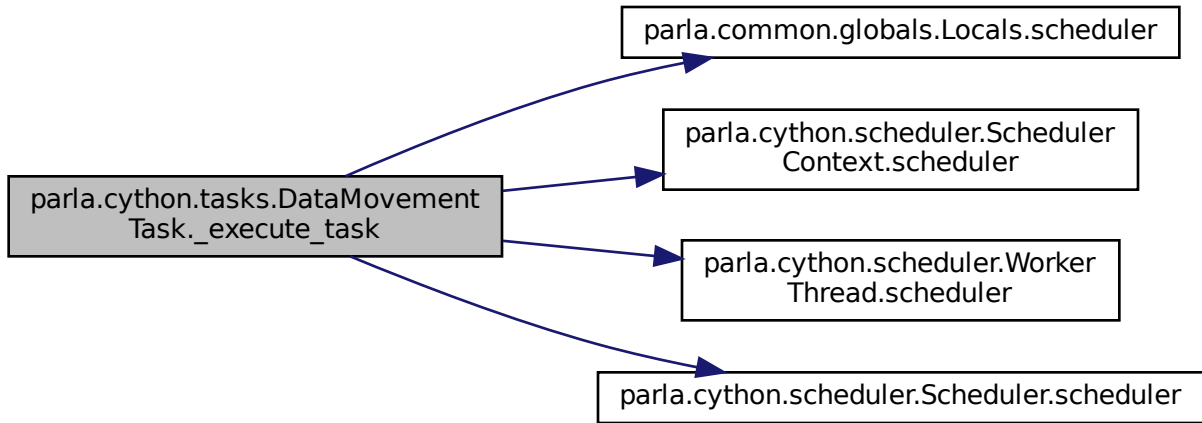 parla.common.globals.Locals.scheduler
parla.cython.scheduler.Scheduler
Context.scheduler
parla.cython.tasks.DataMovement
Task._execute_task
parla.cython.scheduler.Worker
Thread.scheduler
parla.cython.scheduler.Scheduler.scheduler